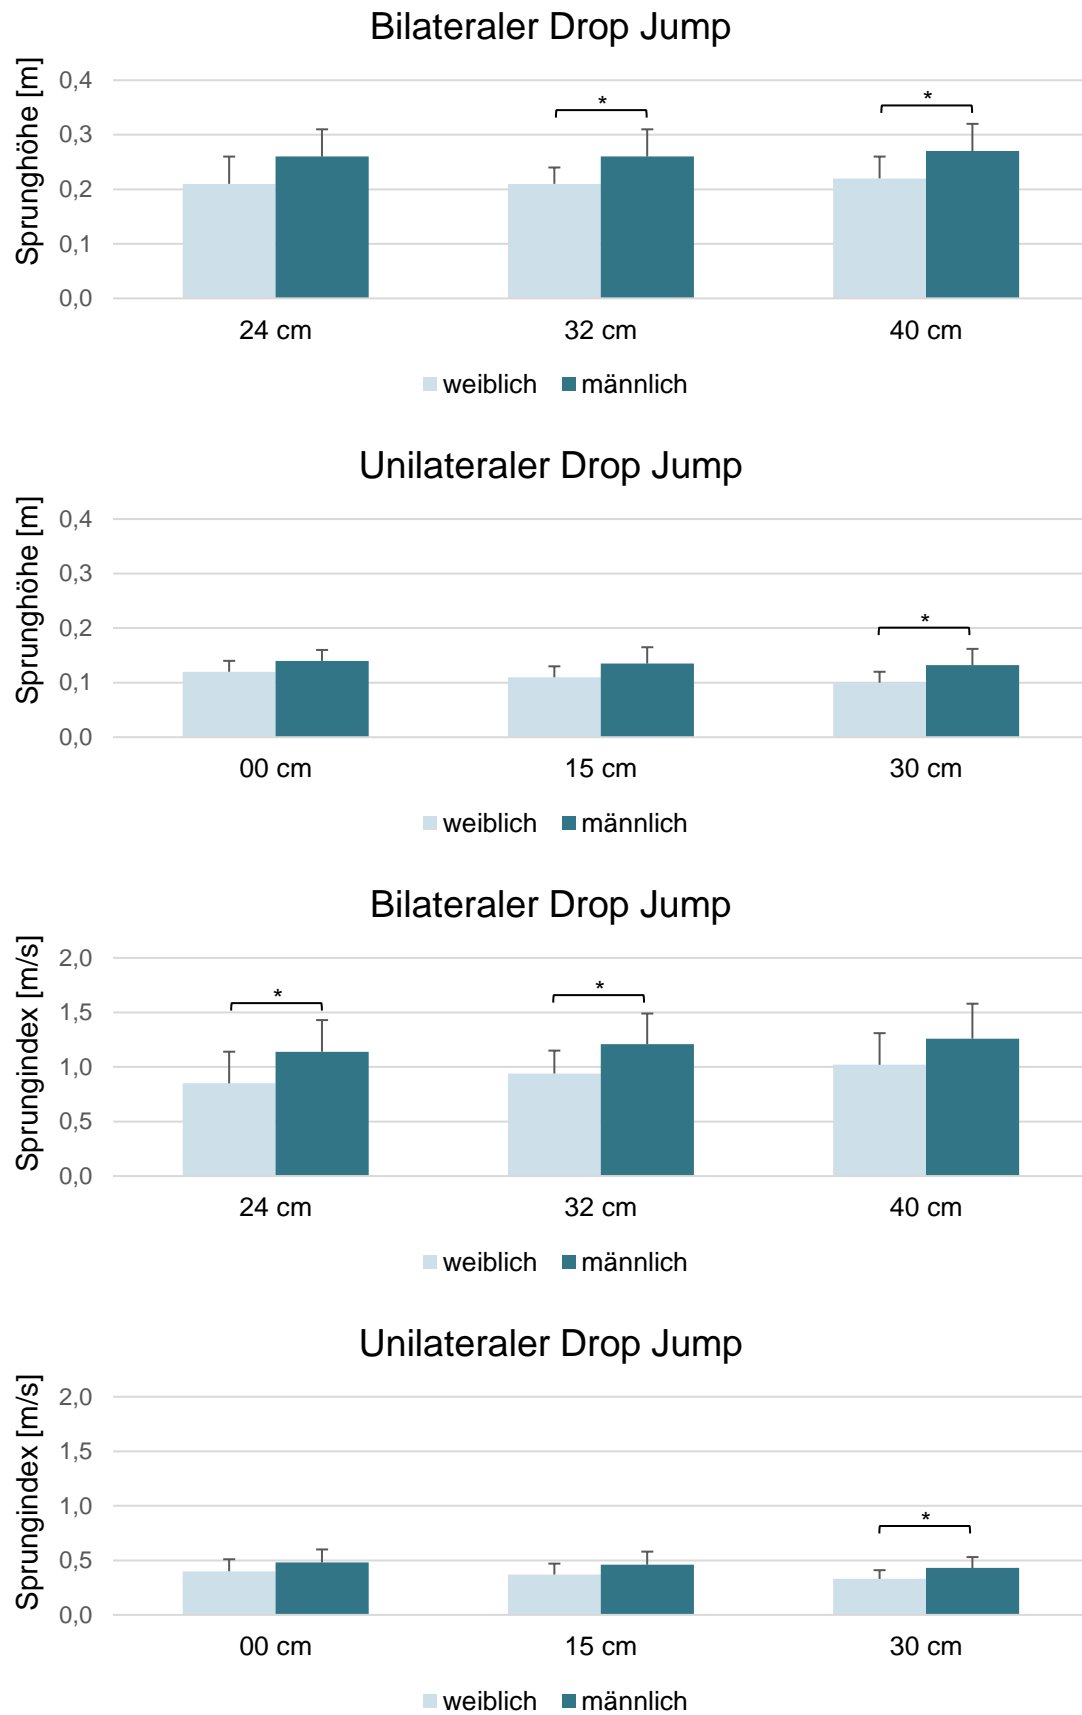 Bilateraler Drop Jump
Sprunghöhe [m]
0,4
0,3
0,2
0,1
0,0
*
*
24 cm
32 cm
40 cm
weiblich männlich
Unilateraler Drop Jump
Sprunghöhe [m]
0,4
0,3
0,2
0,1
0,0
*
00 cm
15 cm
30 cm
weiblich männlich
Bilateraler Drop Jump
Sprungindex [m/s]
2,0
1,5
1,0
0,5
0,0
*
*
24 cm
32 cm
40 cm
weiblich männlich
Unilateraler Drop Jump
Sprungindex [m/s]
2,0
1,5
1,0
0,5
0,0
*
00 cm
15 cm
30 cm
weiblich männlich